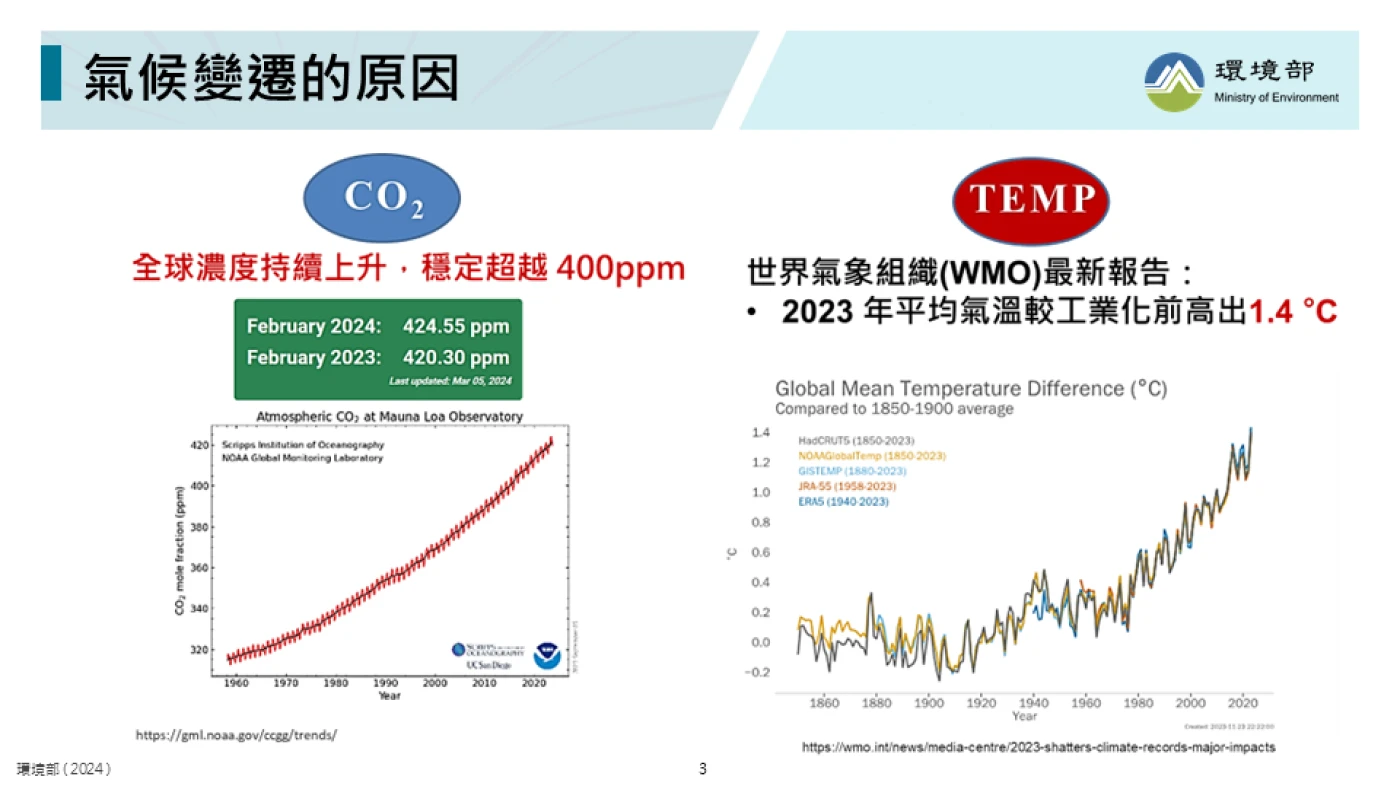 氣候變遷的原因
環境部
Ministry of Environment
CO₂
全球濃度持續上升，穩定超越 400ppm
February 2024: 424.55 ppm
February 2023: 420.30 ppm
Last updated: Mar 05, 2024
Atmospheric CO₂ at Mauna Loa Observatory
Scripps Institution of Oceanography
NOAA Global Monitoring Laboratory
CO₂ mole fraction (ppm)
420
400
380
360
340
320
SCRIPPS
OCEANOGRAPHY
UC San Diego
1960 1970 1980 1990 2000 2010 2020
Year
https://gml.noaa.gov/ccgg/trends/
TEMP
世界氣象組織(WMO)最新報告：
• 2023 年平均氣溫較工業化前高出1.4 °C
Global Mean Temperature Difference (°C)
Compared to 1850-1900 average
HadCRUT5 (1850-2023)
NOAAGlobalTemp (1850-2023)
GISTEMP (1880-2023)
JRA-55 (1958-2023)
ERA5 (1940-2023)
°C
1.4
1.2
1.0
0.8
0.6
0.4
0.2
0.0
−0.2
1860 1880 1900 1920 1940 1960 1980 2000 2020
Year
https://wmo.int/news/media-centre/2023-shatters-climate-records-major-impacts
環境部 ( 2024 )
3